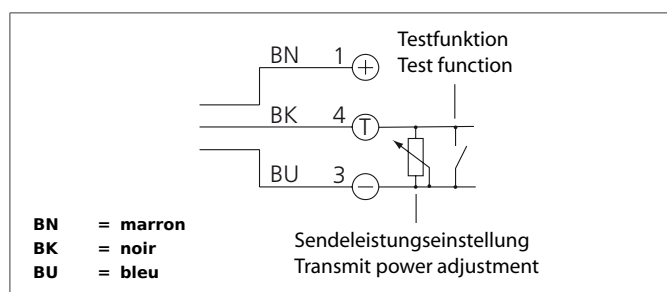 Testfunktion
Test function
BN 1 +
BK 4 T
BU 3 −
BN = marron
BK = noir
BU = bleu
Sendeleistungseinstellung
Transmit power adjustment